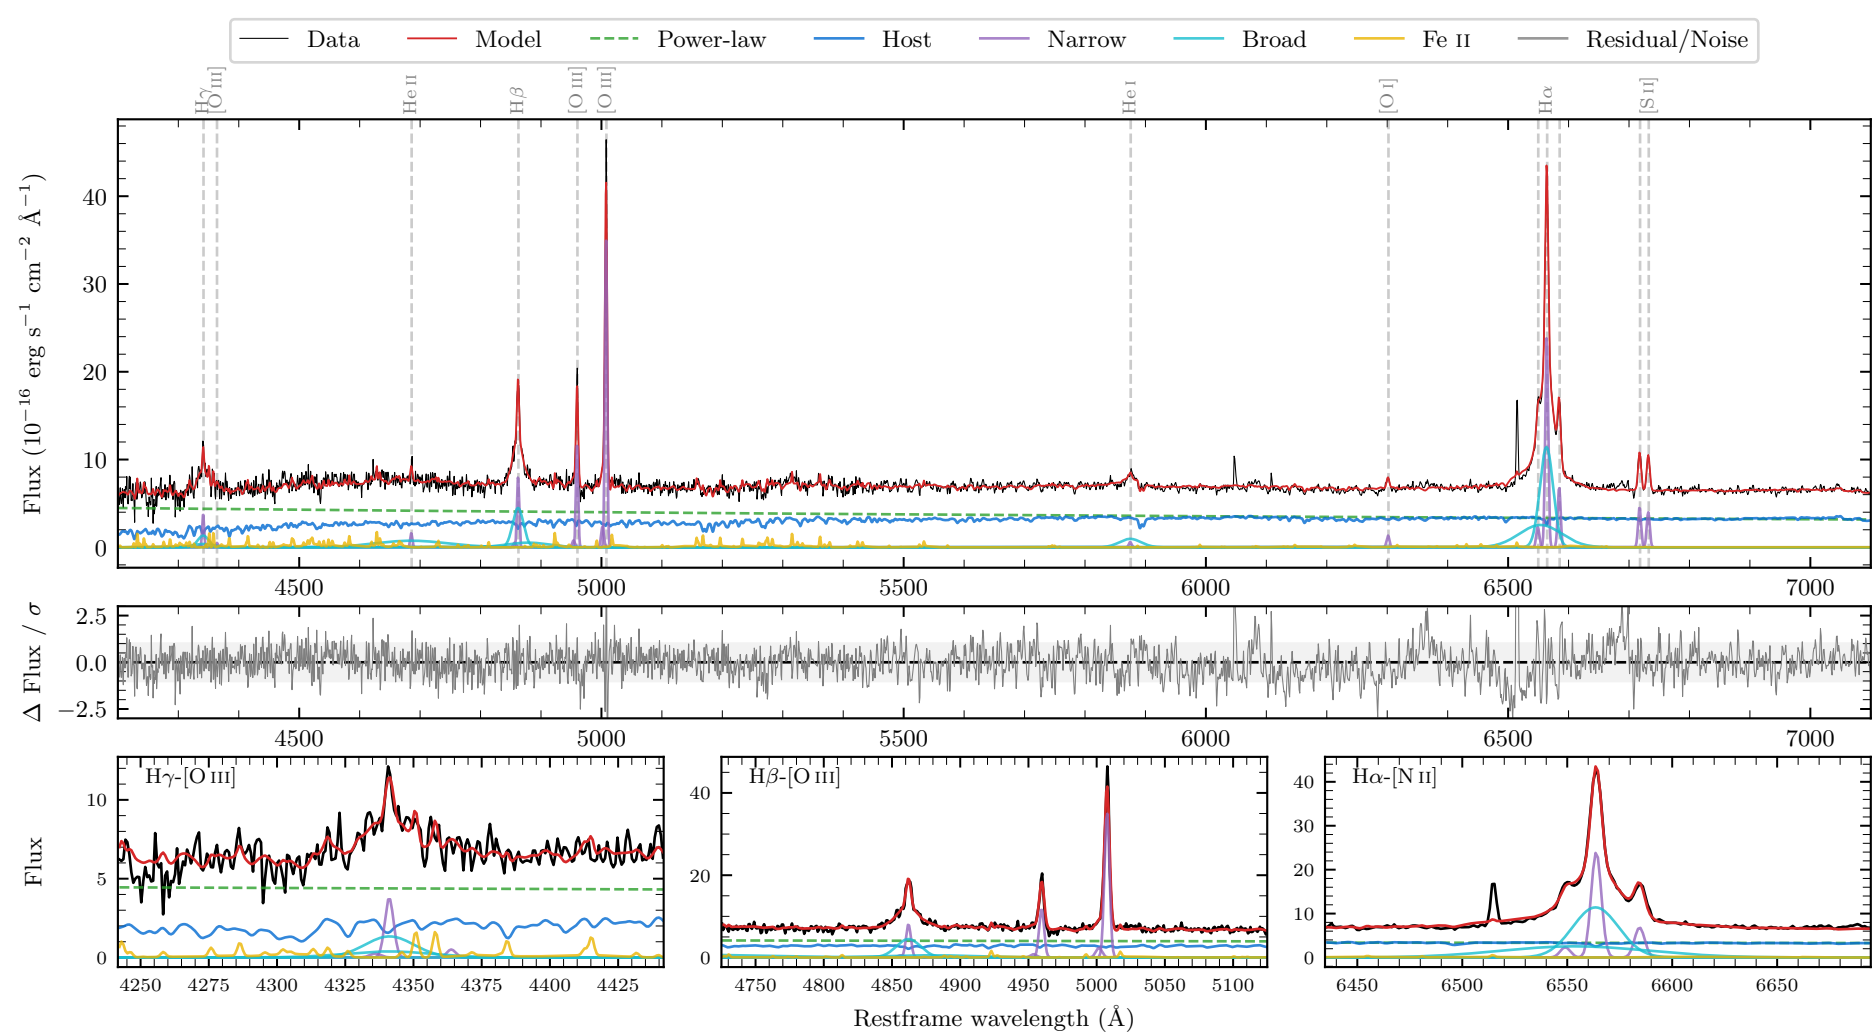 Data Model Power-law Host Narrow Broad Fe II Residual/Noise
Hγ [O III] He II Hβ [O III] [O III] He I [O I] Hα [S II]
Flux (10⁻¹⁶ erg s⁻¹ cm⁻² Å⁻¹)
40
30
20
10
0
4500 5000 5500 6000 6500 7000
Δ Flux / σ
2.5
0.0
−2.5
4500 5000 5500 6000 6500 7000
Flux
Hγ-[O III]
10
5
0
4250 4275 4300 4325 4350 4375 4400 4425
Hβ-[O III]
40
20
0
4750 4800 4850 4900 4950 5000 5050 5100
Hα-[N II]
40
30
20
10
0
6450 6500 6550 6600 6650
Restframe wavelength (Å)